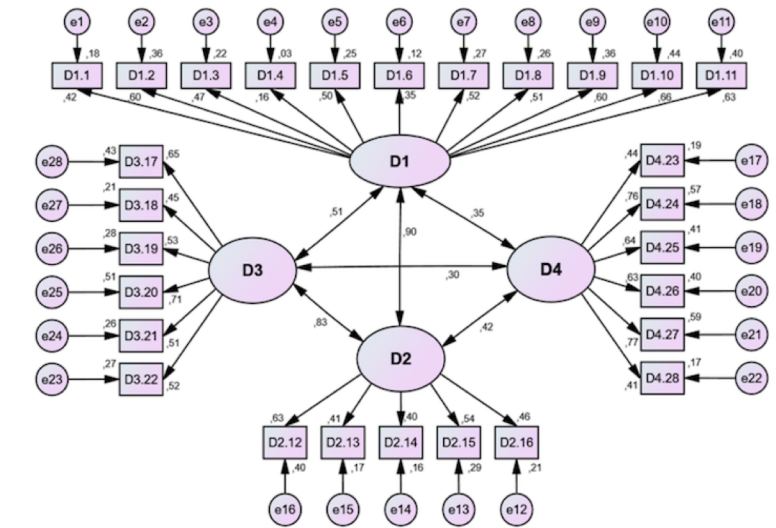 e1 e2 e3 e4 e5 e6 e7 e8 e9 e10 e11
,18 ,36 ,22 ,03 ,25 ,12 ,27 ,26 ,36 ,44 ,40
D1.1 D1.2 D1.3 D1.4 D1.5 D1.6 D1.7 D1.8 D1.9 D1.10 D1.11
,42 ,60 ,47 ,16 ,50 ,35 ,52 ,51 ,60 ,66 ,63
D1
e28 ,43 D3.17 ,65
e27 ,21 D3.18 ,45
e26 ,28 D3.19 ,53
e25 ,51 D3.20 ,71
e24 ,26 D3.21 ,51
e23 ,27 D3.22 ,52
,51 ,35
,90
D3 D4
,30
,83 ,42
D2
,44 D4.23 ,19 e17
,76 D4.24 ,57 e18
,64 D4.25 ,41 e19
,63 D4.26 ,40 e20
,77 D4.27 ,59 e21
,41 D4.28 ,17 e22
,63 ,41 ,40 ,54 ,46
D2.12 D2.13 D2.14 D2.15 D2.16
,40 ,17 ,16 ,29 ,21
e16 e15 e14 e13 e12